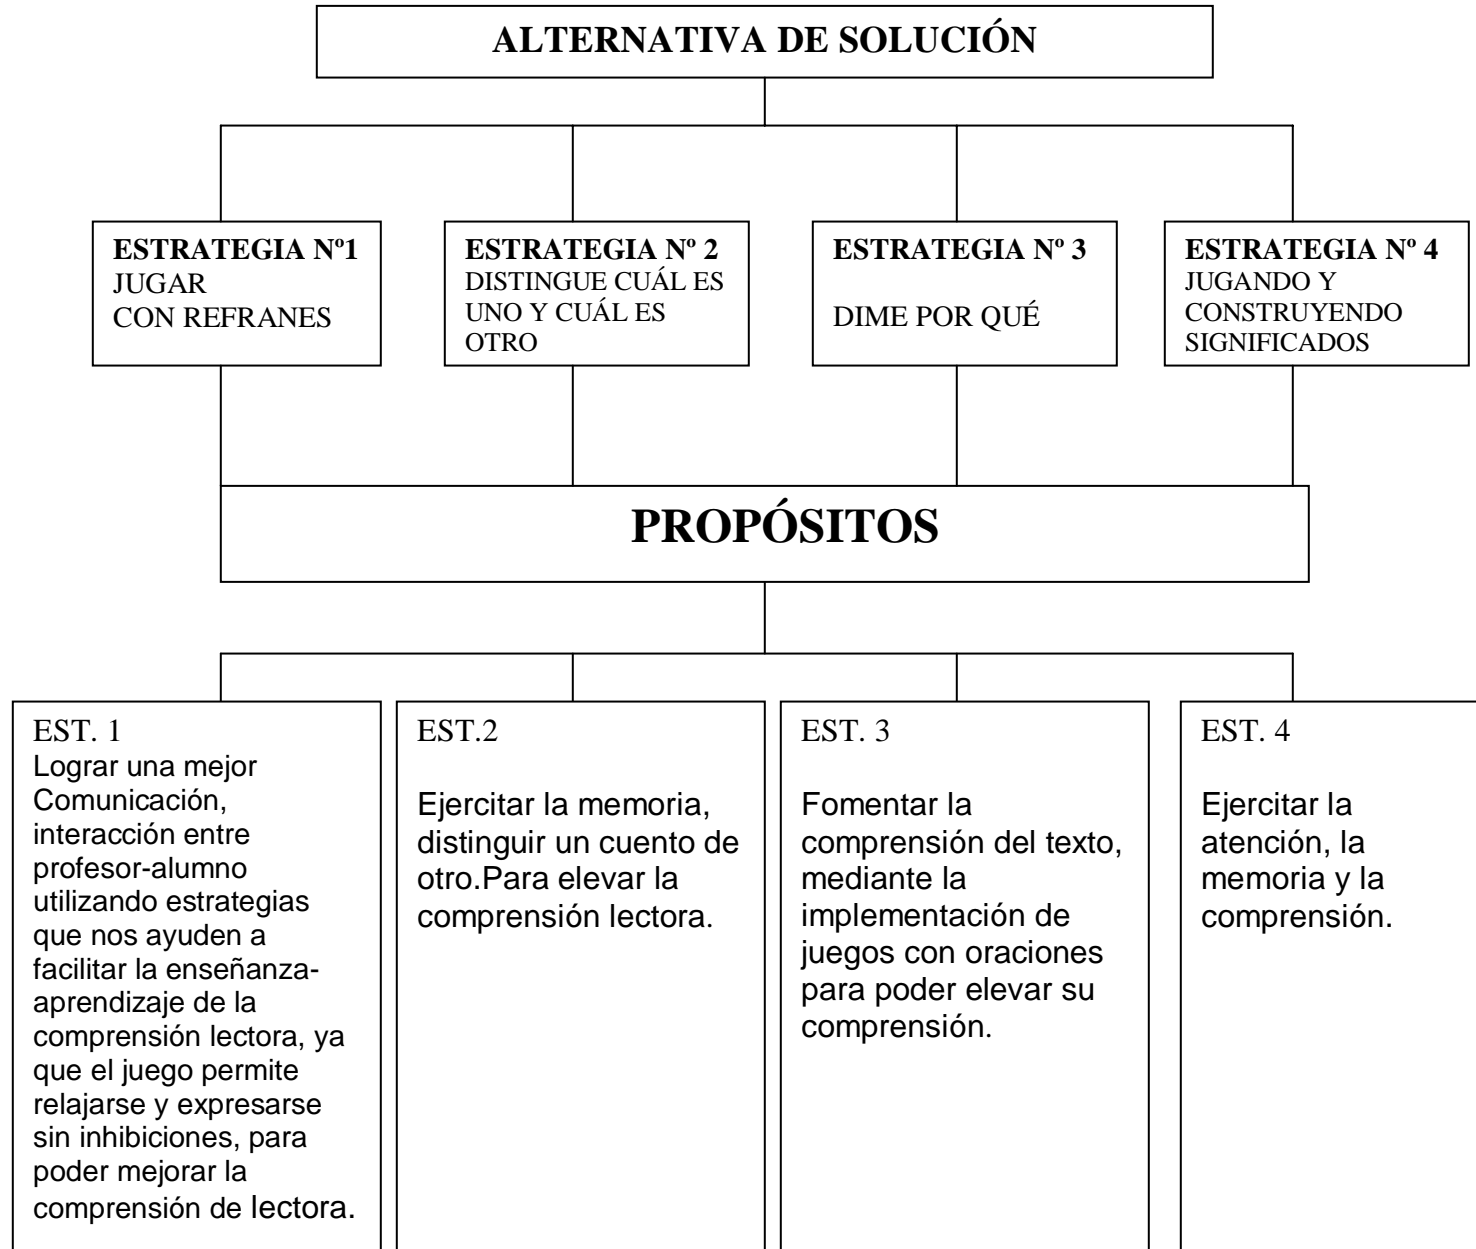 ALTERNATIVA DE SOLUCIÓN
ESTRATEGIA Nº1
JUGAR
CON REFRANES
ESTRATEGIA Nº 2
DISTINGUE CUÁL ES
UNO Y CUÁL ES
OTRO
ESTRATEGIA Nº 3
DIME POR QUÉ
ESTRATEGIA Nº 4
JUGANDO Y
CONSTRUYENDO
SIGNIFICADOS
PROPÓSITOS
EST. 1
Lograr una mejor
Comunicación,
interacción entre
profesor-alumno
utilizando estrategias
que nos ayuden a
facilitar la enseñanza-
aprendizaje de la
comprensión lectora, ya
que el juego permite
relajarse y expresarse
sin inhibiciones, para
poder mejorar la
comprensión de lectora.
EST.2
Ejercitar la memoria,
distinguir un cuento de
otro.Para elevar la
comprensión lectora.
EST. 3
Fomentar la
comprensión del texto,
mediante la
implementación de
juegos con oraciones
para poder elevar su
comprensión.
EST. 4
Ejercitar la
atención, la
memoria y la
comprensión.